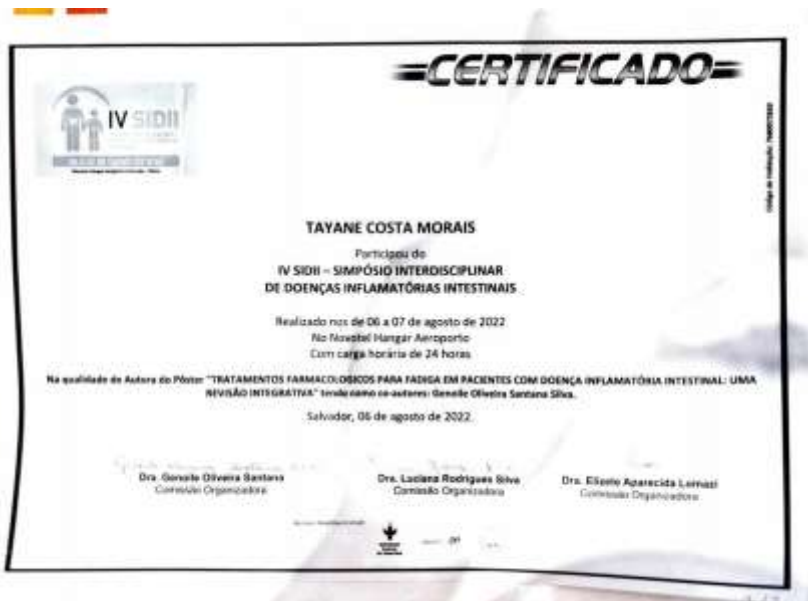 =CERTIFICADO=
IV SIDII
TAYANE COSTA MORAIS
Participou do
IV SIDII – SIMPÓSIO INTERDISCIPLINAR
DE DOENÇAS INFLAMATÓRIAS INTESTINAIS
Realizado nos de 06 a 07 de agosto de 2022
No Novotel Hangar Aeroporto
Com carga horária de 24 horas
Na qualidade de Autora do Pôster "TRATAMENTOS FARMACOLOGICOS PARA FADIGA EM PACIENTES COM DOENÇA INFLAMATÓRIA INTESTINAL: UMA
REVISÃO INTEGRATIVA" tendo como co-autores: Genoile Oliveira Santana Silva.
Salvador, 06 de agosto de 2022.
Dra. Genoile Oliveira Santana
Comissão Organizadora
Dra. Luciana Rodrigues Silva
Comissão Organizadora
Dra. Elizete Aparecida Lomazi
Comissão Organizadora